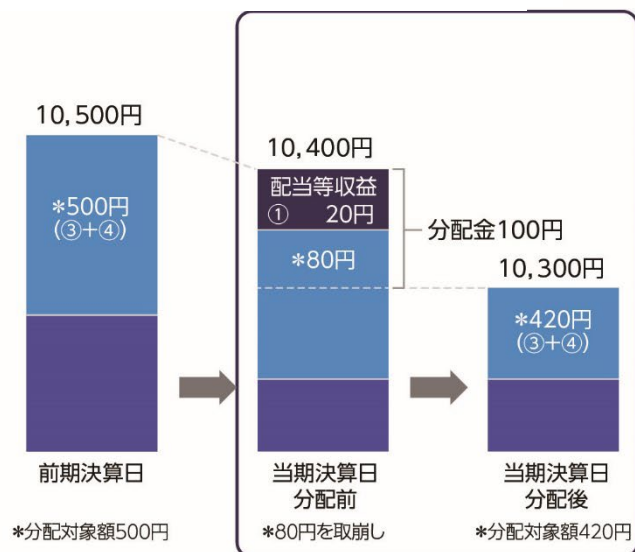 10,500円
*500円
(③+④)
前期決算日
*分配対象額500円
10,400円
配当等収益
① 20円
*80円
当期決算日
分配前
*80円を取崩し
分配金100円
10,300円
*420円
(③+④)
当期決算日
分配後
*分配対象額420円